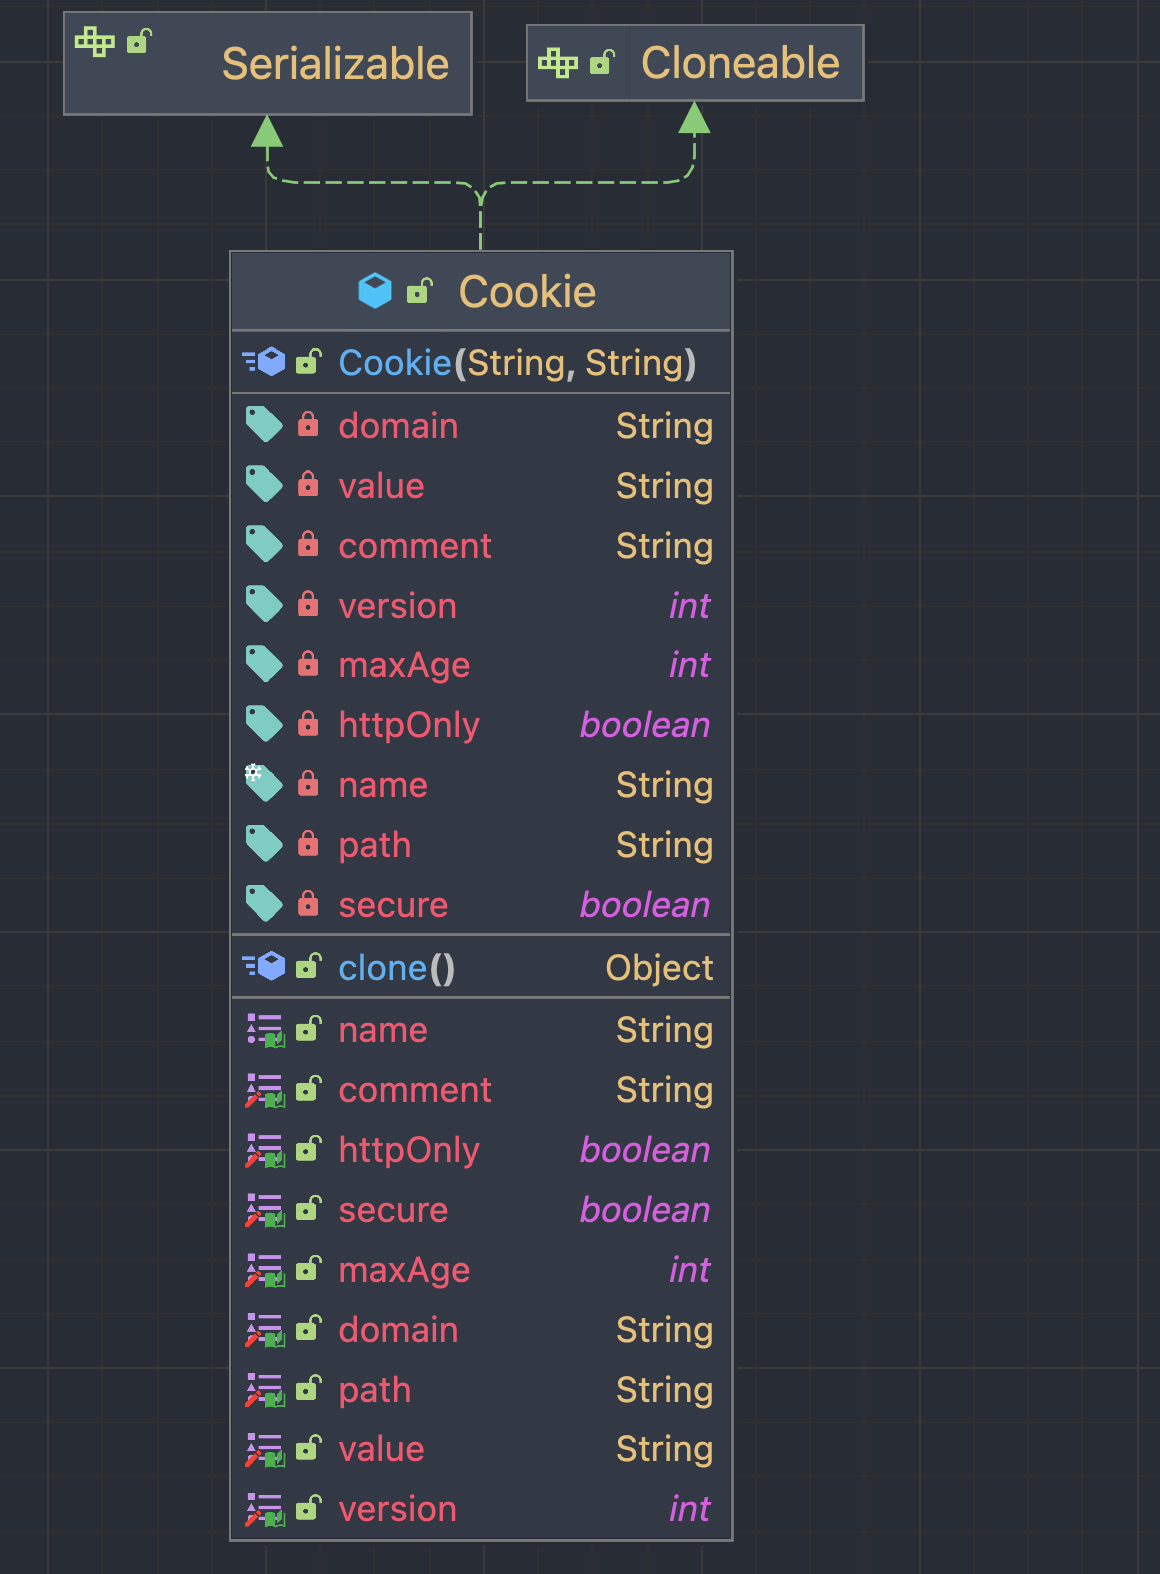 Serializable
Cloneable
Cookie
Cookie(String, String)
domain String
value String
comment String
version int
maxAge int
httpOnly boolean
name String
path String
secure boolean
clone() Object
name String
comment String
httpOnly boolean
secure boolean
maxAge int
domain String
path String
value String
version int